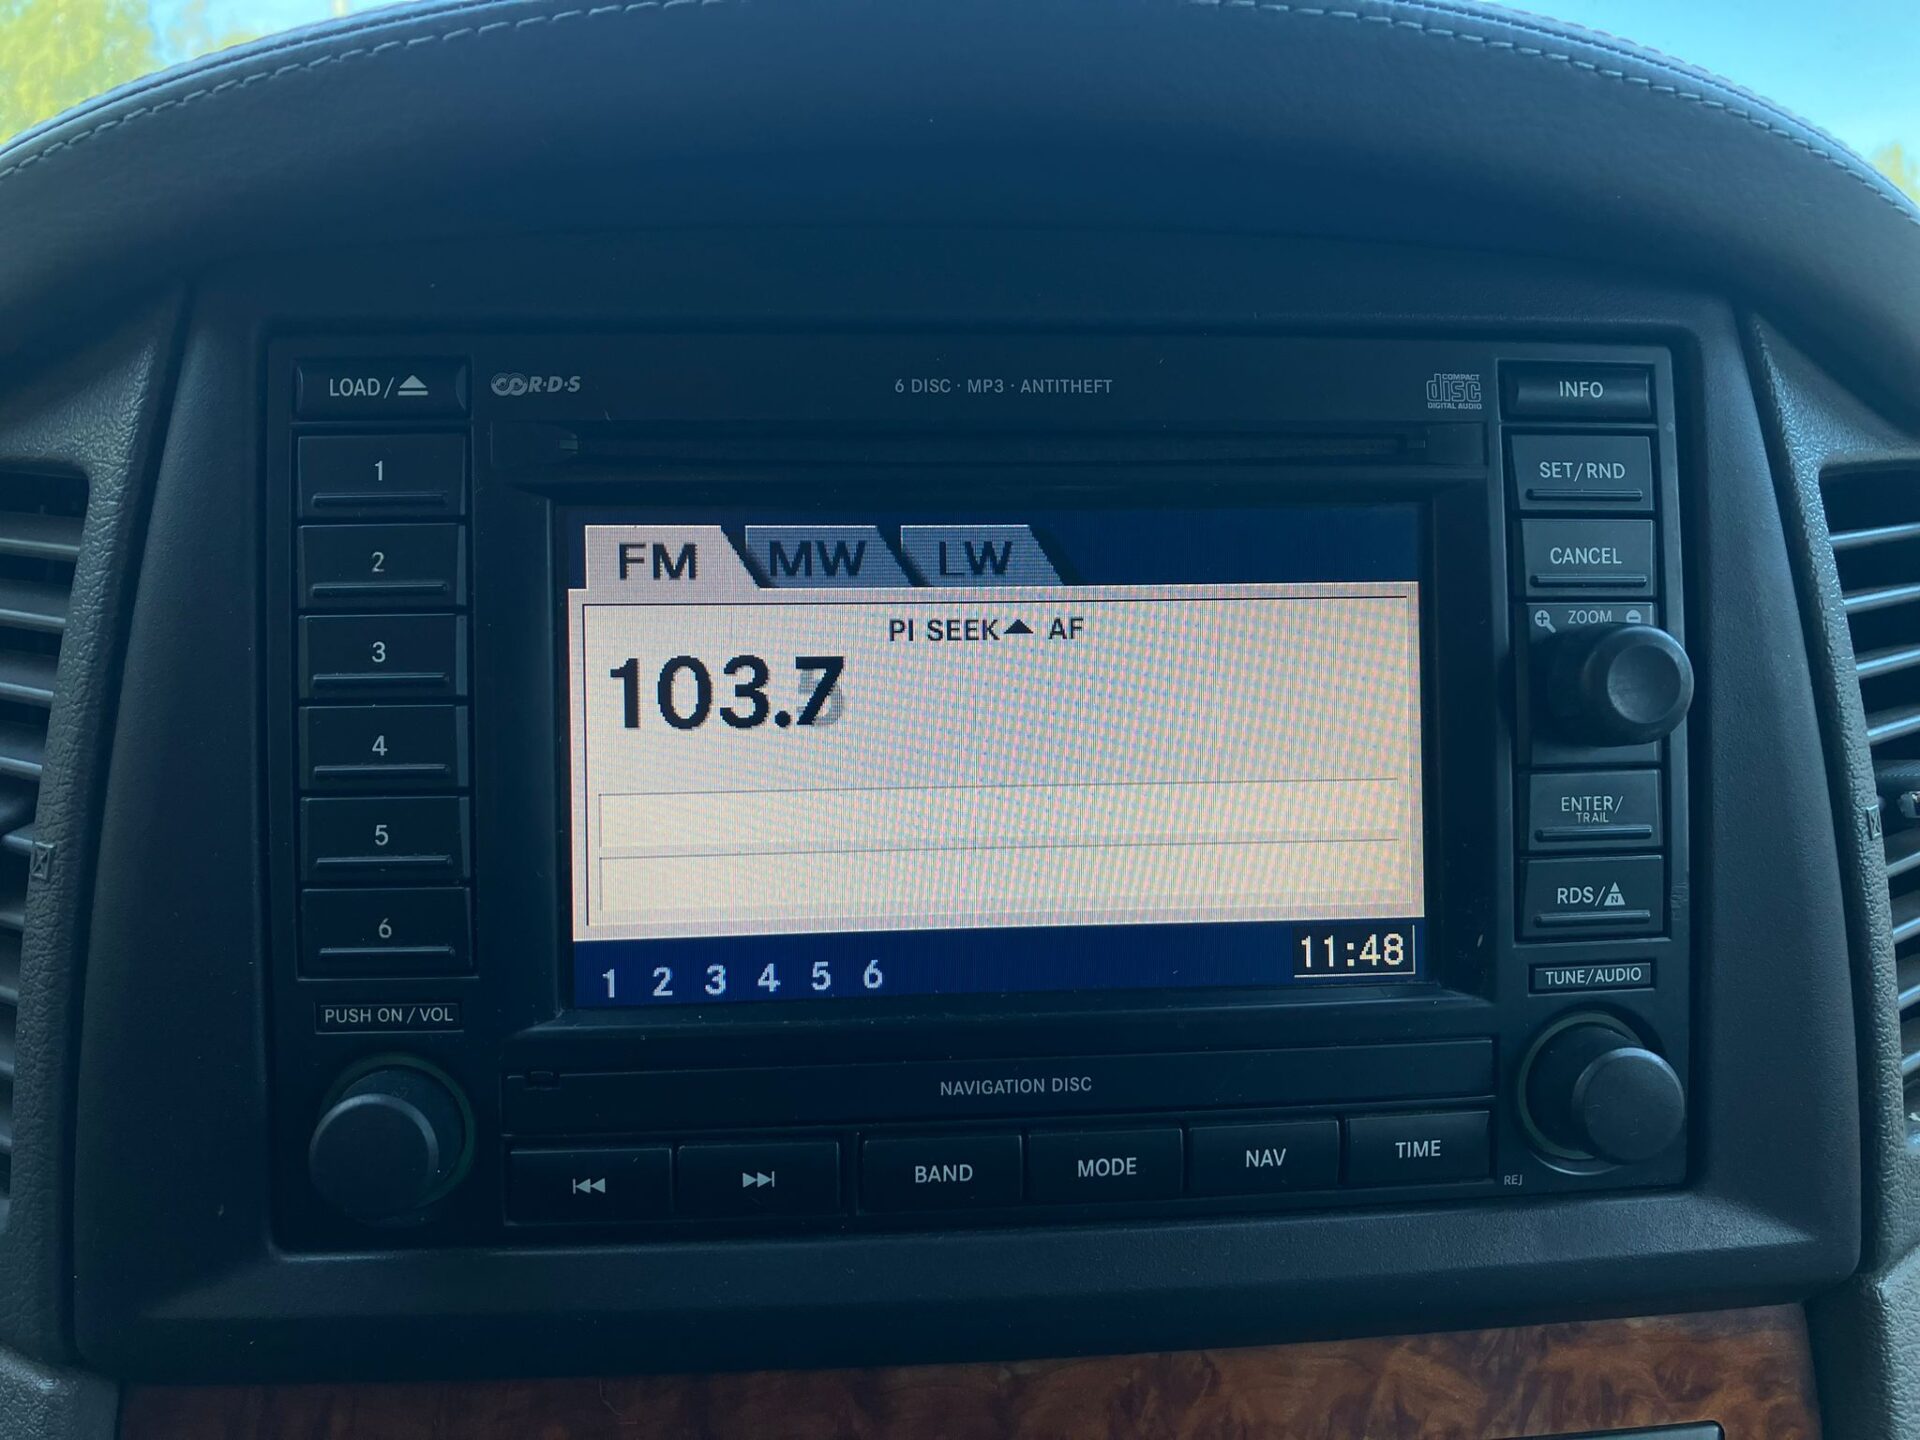 LOAD/
R·D·S
6 DISC · MP3 · ANTITHEFT
COMPACT
disc
DIGITAL AUDIO
INFO
1
2
3
4
5
6
SET/RND
CANCEL
ZOOM
ENTER/
TRAIL
RDS/ N
TUNE/AUDIO
FM MW LW
PI SEEK AF
103.7
1 2 3 4 5 6
11:48
PUSH ON / VOL
NAVIGATION DISC
BAND
MODE
NAV
TIME
REJ